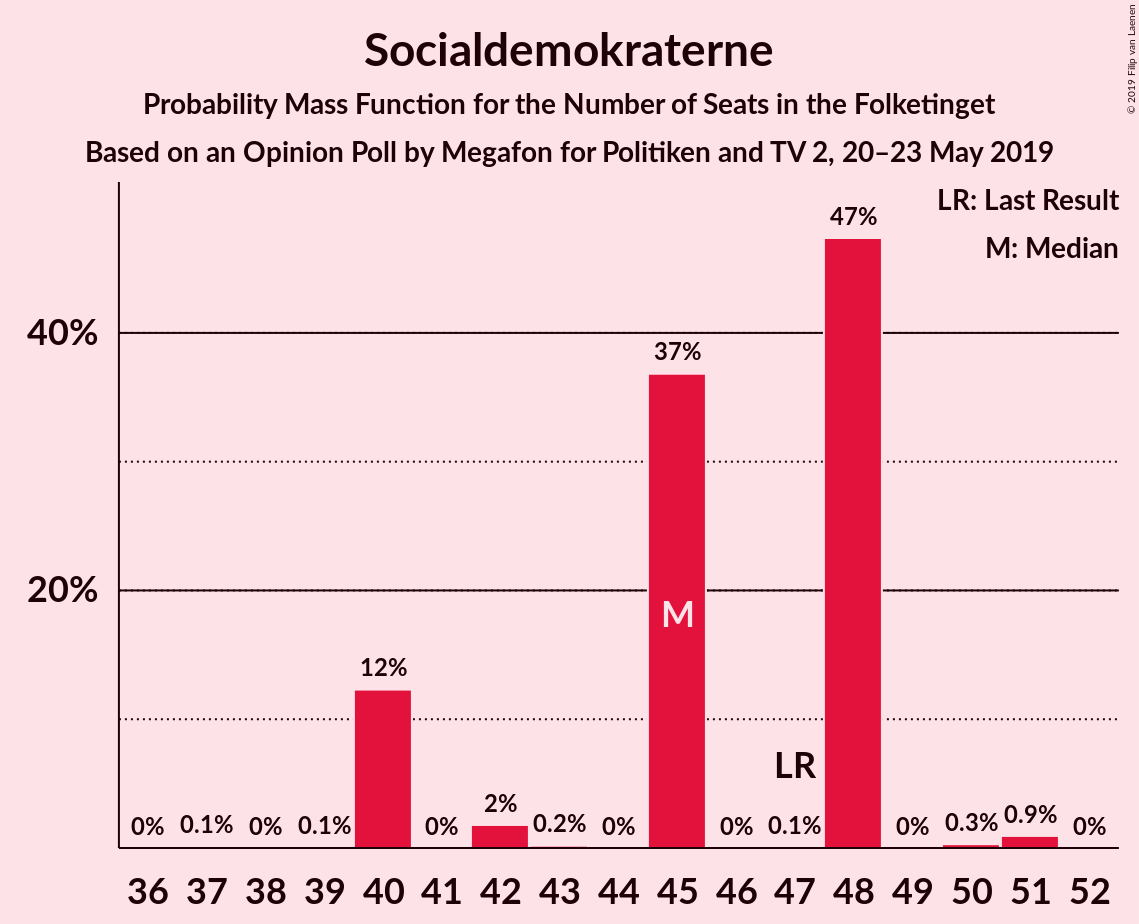 © 2019 Filip van Laenen
Socialdemokraterne
Probability Mass Function for the Number of Seats in the Folketinget
Based on an Opinion Poll by Megafon for Politiken and TV 2, 20–23 May 2019
LR: Last Result
M: Median
40%
20%
0%
0.1%
0%
0.1%
12%
0%
2%
0.2%
0%
37%
M
0%
0.1%
LR
47%
0%
0.3%
0.9%
0%
36 37 38 39 40 41 42 43 44 45 46 47 48 49 50 51 52